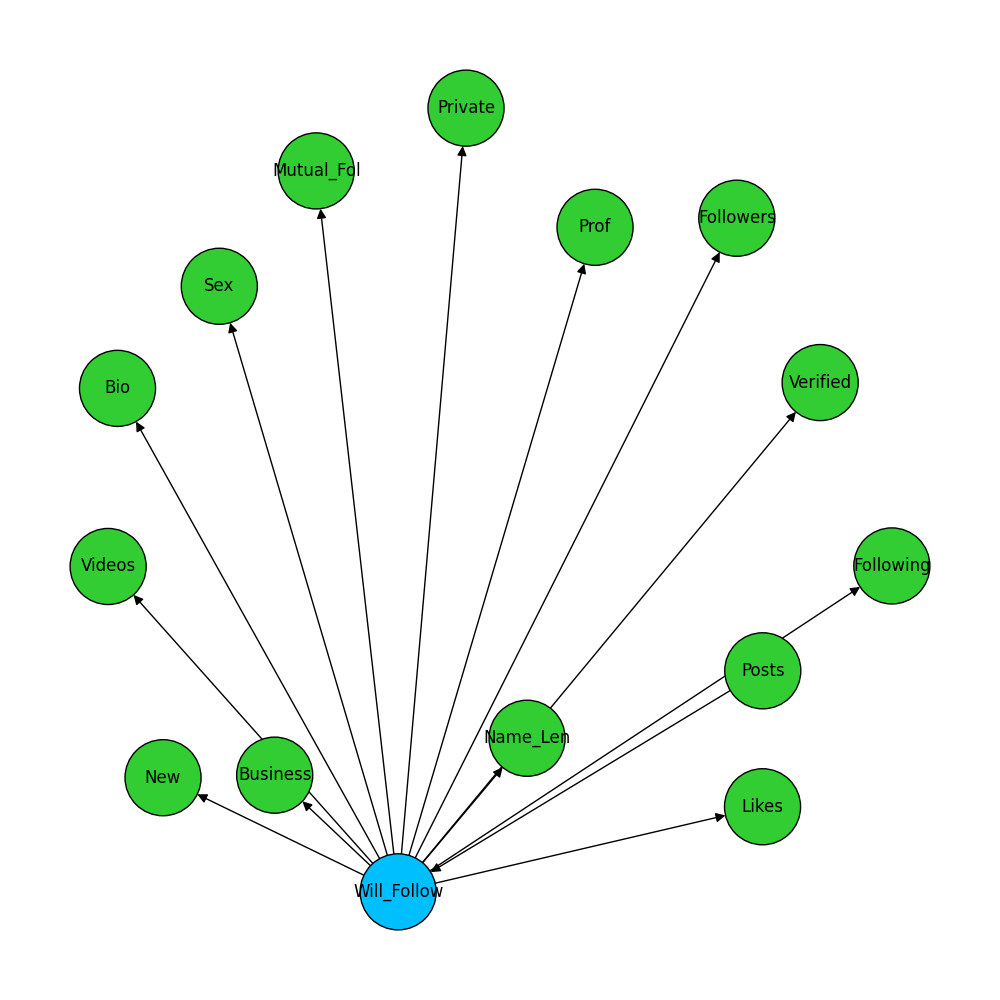 Private
Mutual_Fol
Followers
Prof
Sex
Verified
Bio
Videos
Following
Posts
Name_Len
Business
New
Likes
Will_Follow